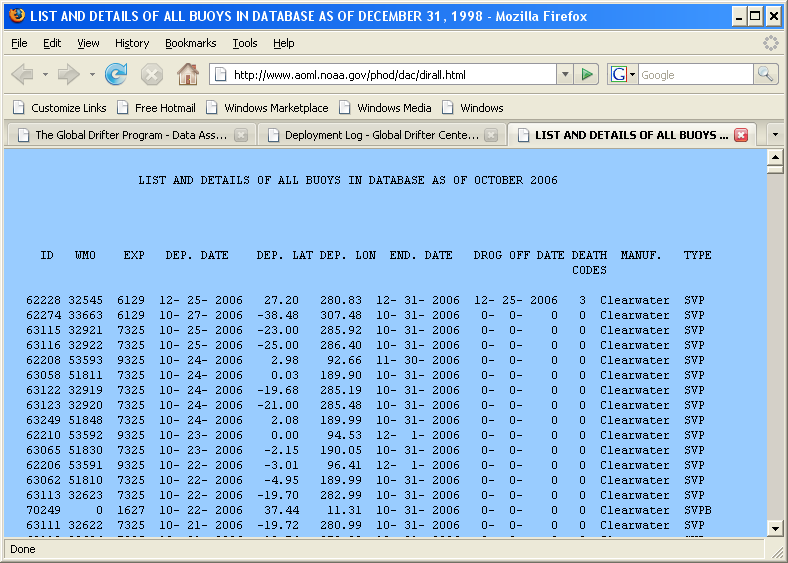 LIST AND DETAILS OF ALL BUOYS IN DATABASE AS OF DECEMBER 31, 1998 - Mozilla Firefox
File Edit View History Bookmarks Tools Help
http://www.aoml.noaa.gov/phod/dac/dirall.html G Google
Customize Links Free Hotmail Windows Marketplace Windows Media Windows
The Global Drifter Program - Data Ass... Deployment Log - Global Drifter Cente... LIST AND DETAILS OF ALL BUOYS ...
LIST AND DETAILS OF ALL BUOYS IN DATABASE AS OF OCTOBER 2006
ID WMO EXP DEP. DATE DEP. LAT DEP. LON END. DATE DROG OFF DATE DEATH MANUF. TYPE
CODES
62228 32545 6129 12- 25- 2006 27.20 280.83 12- 31- 2006 12- 25- 2006 3 Clearwater SVP
62274 33663 6129 10- 27- 2006 -38.48 307.48 10- 31- 2006 0- 0- 0 0 Clearwater SVP
63115 32921 7325 10- 25- 2006 -23.00 285.92 10- 31- 2006 0- 0- 0 0 Clearwater SVP
63116 32922 7325 10- 25- 2006 -25.00 286.40 10- 31- 2006 0- 0- 0 0 Clearwater SVP
62208 53593 9325 10- 24- 2006 2.98 92.66 11- 30- 2006 0- 0- 0 0 Clearwater SVP
63058 51811 7325 10- 24- 2006 0.03 189.90 10- 31- 2006 0- 0- 0 0 Clearwater SVP
63122 32919 7325 10- 24- 2006 -19.68 285.19 10- 31- 2006 0- 0- 0 0 Clearwater SVP
63123 32920 7325 10- 24- 2006 -21.00 285.48 10- 31- 2006 0- 0- 0 0 Clearwater SVP
63249 51848 7325 10- 24- 2006 2.08 189.99 10- 31- 2006 0- 0- 0 0 Clearwater SVP
62210 53592 9325 10- 23- 2006 0.00 94.53 12- 1- 2006 0- 0- 0 0 Clearwater SVP
63065 51830 7325 10- 23- 2006 -2.15 190.05 10- 31- 2006 0- 0- 0 0 Clearwater SVP
62206 53591 9325 10- 22- 2006 -3.01 96.41 12- 1- 2006 0- 0- 0 0 Clearwater SVP
63062 51810 7325 10- 22- 2006 -4.95 189.99 10- 31- 2006 0- 0- 0 0 Clearwater SVP
63113 32623 7325 10- 22- 2006 -19.70 282.99 10- 31- 2006 0- 0- 0 0 Clearwater SVP
70249 0 1627 10- 22- 2006 37.44 11.31 10- 31- 2006 0- 0- 0 0 Clearwater SVPB
63111 32622 7325 10- 21- 2006 -19.72 280.99 10- 31- 2006 0- 0- 0 0 Clearwater SVP
Done